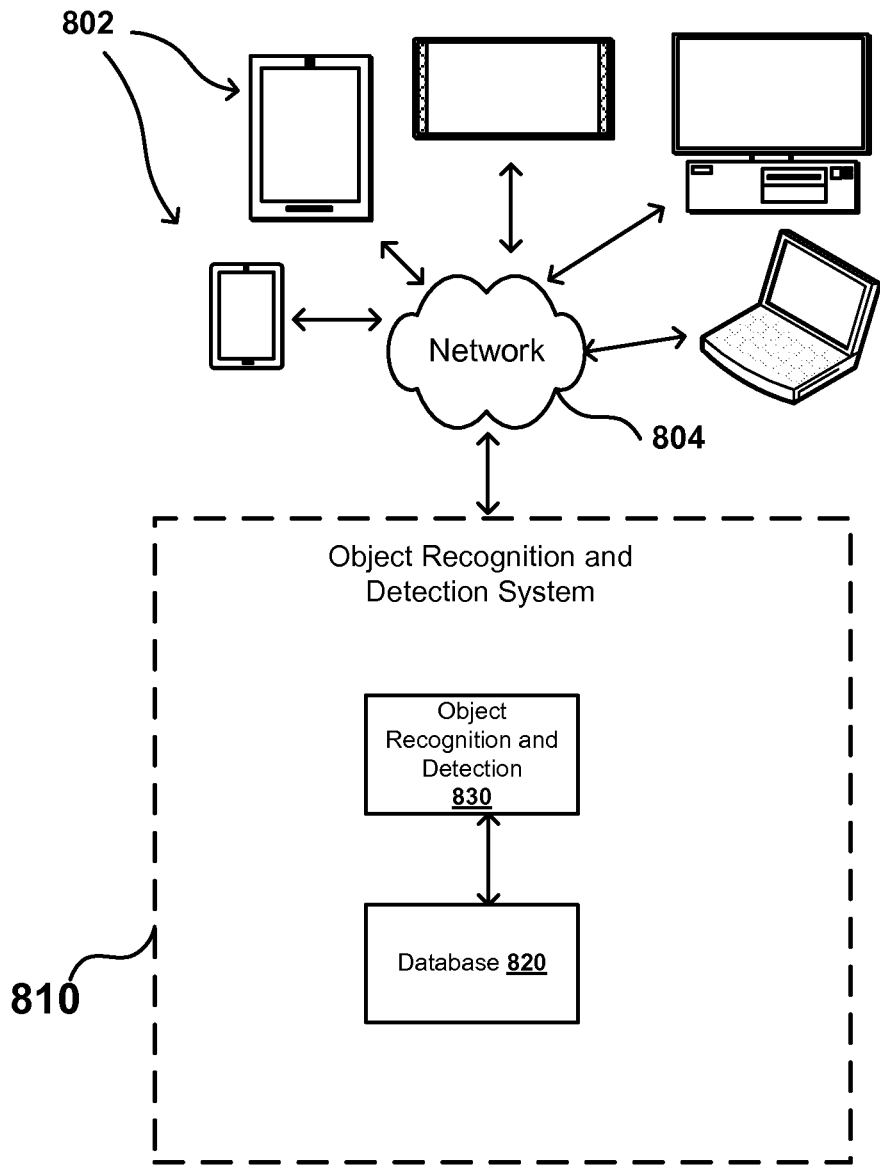 802
Network
804
Object Recognition and
Detection System
Object
Recognition and
Detection
830
Database 820
810